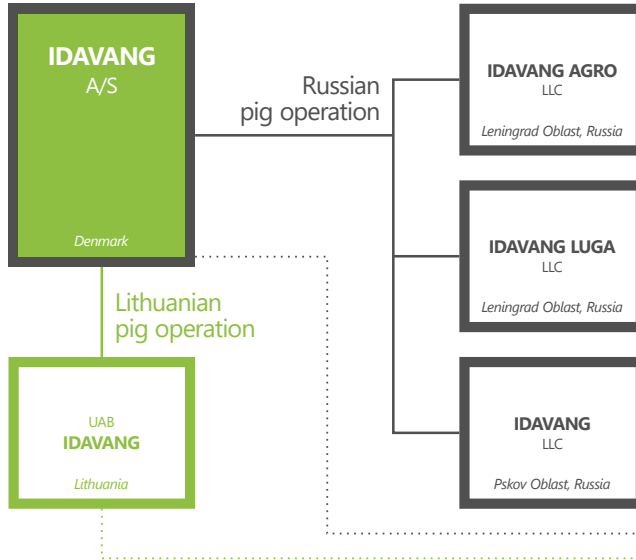 IDAVANG
A/S
Denmark
Russian
pig operation
IDAVANG AGRO
LLC
Leningrad Oblast, Russia
IDAVANG LUGA
LLC
Leningrad Oblast, Russia
Lithuanian
pig operation
UAB
IDAVANG
Lithuania
IDAVANG
LLC
Pskov Oblast, Russia